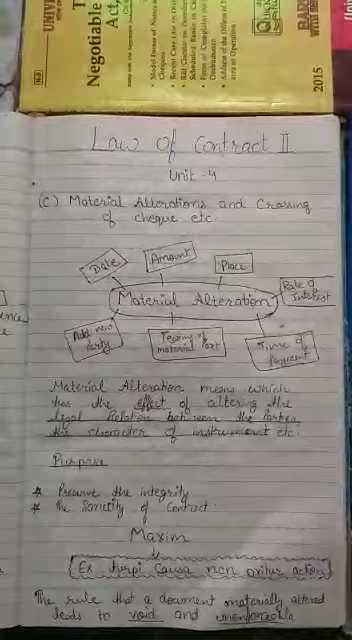 UNIVE
T
Negotiable
Act,
2015
Law of Contract II
Unit - 4
(C) Material Alterations and Crossing
of cheque etc.
Date
Amount
Place
Rate of
Interest
Material Alteration
Add new
Party
Tearing of
material Part
Time of
Payment
Material Alteration means which
has the effect of altering the
legal Relation between the Parties,
the character of instrument etc.
Purpose
* Preserve the integrity
* the Sanctity of Contract.
Maxim
Ex turpi Causa non oritur action
The rule that a document materially altered
leads to void and unenforceable